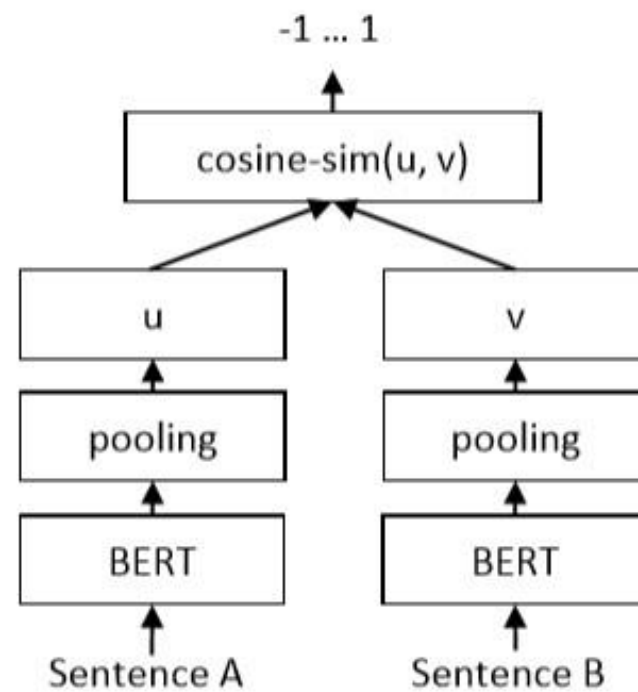 -1 ... 1
cosine-sim(u, v)
u v
pooling pooling
BERT BERT
Sentence A Sentence B